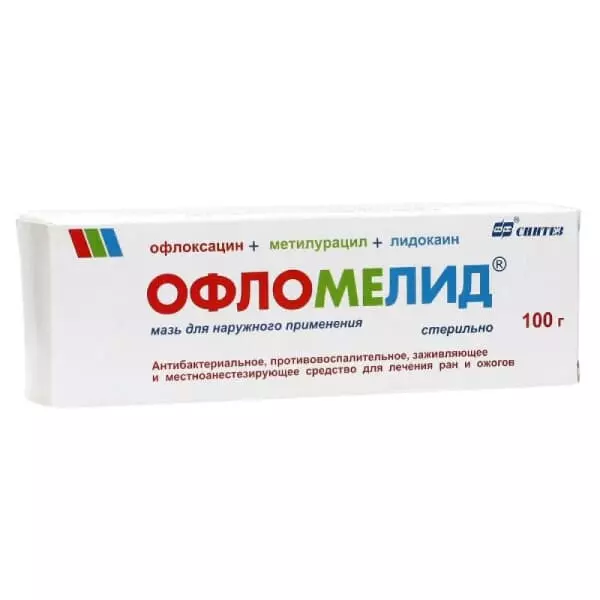 офлоксацин + метилурацил + лидокаин
СИНТЕЗ®
ОФЛОМЕЛИД®
мазь для наружного применения стерильно 100 г
Антибактериальное, противовоспалительное, заживляющее
и местноанестезирующее средство для лечения ран и ожогов